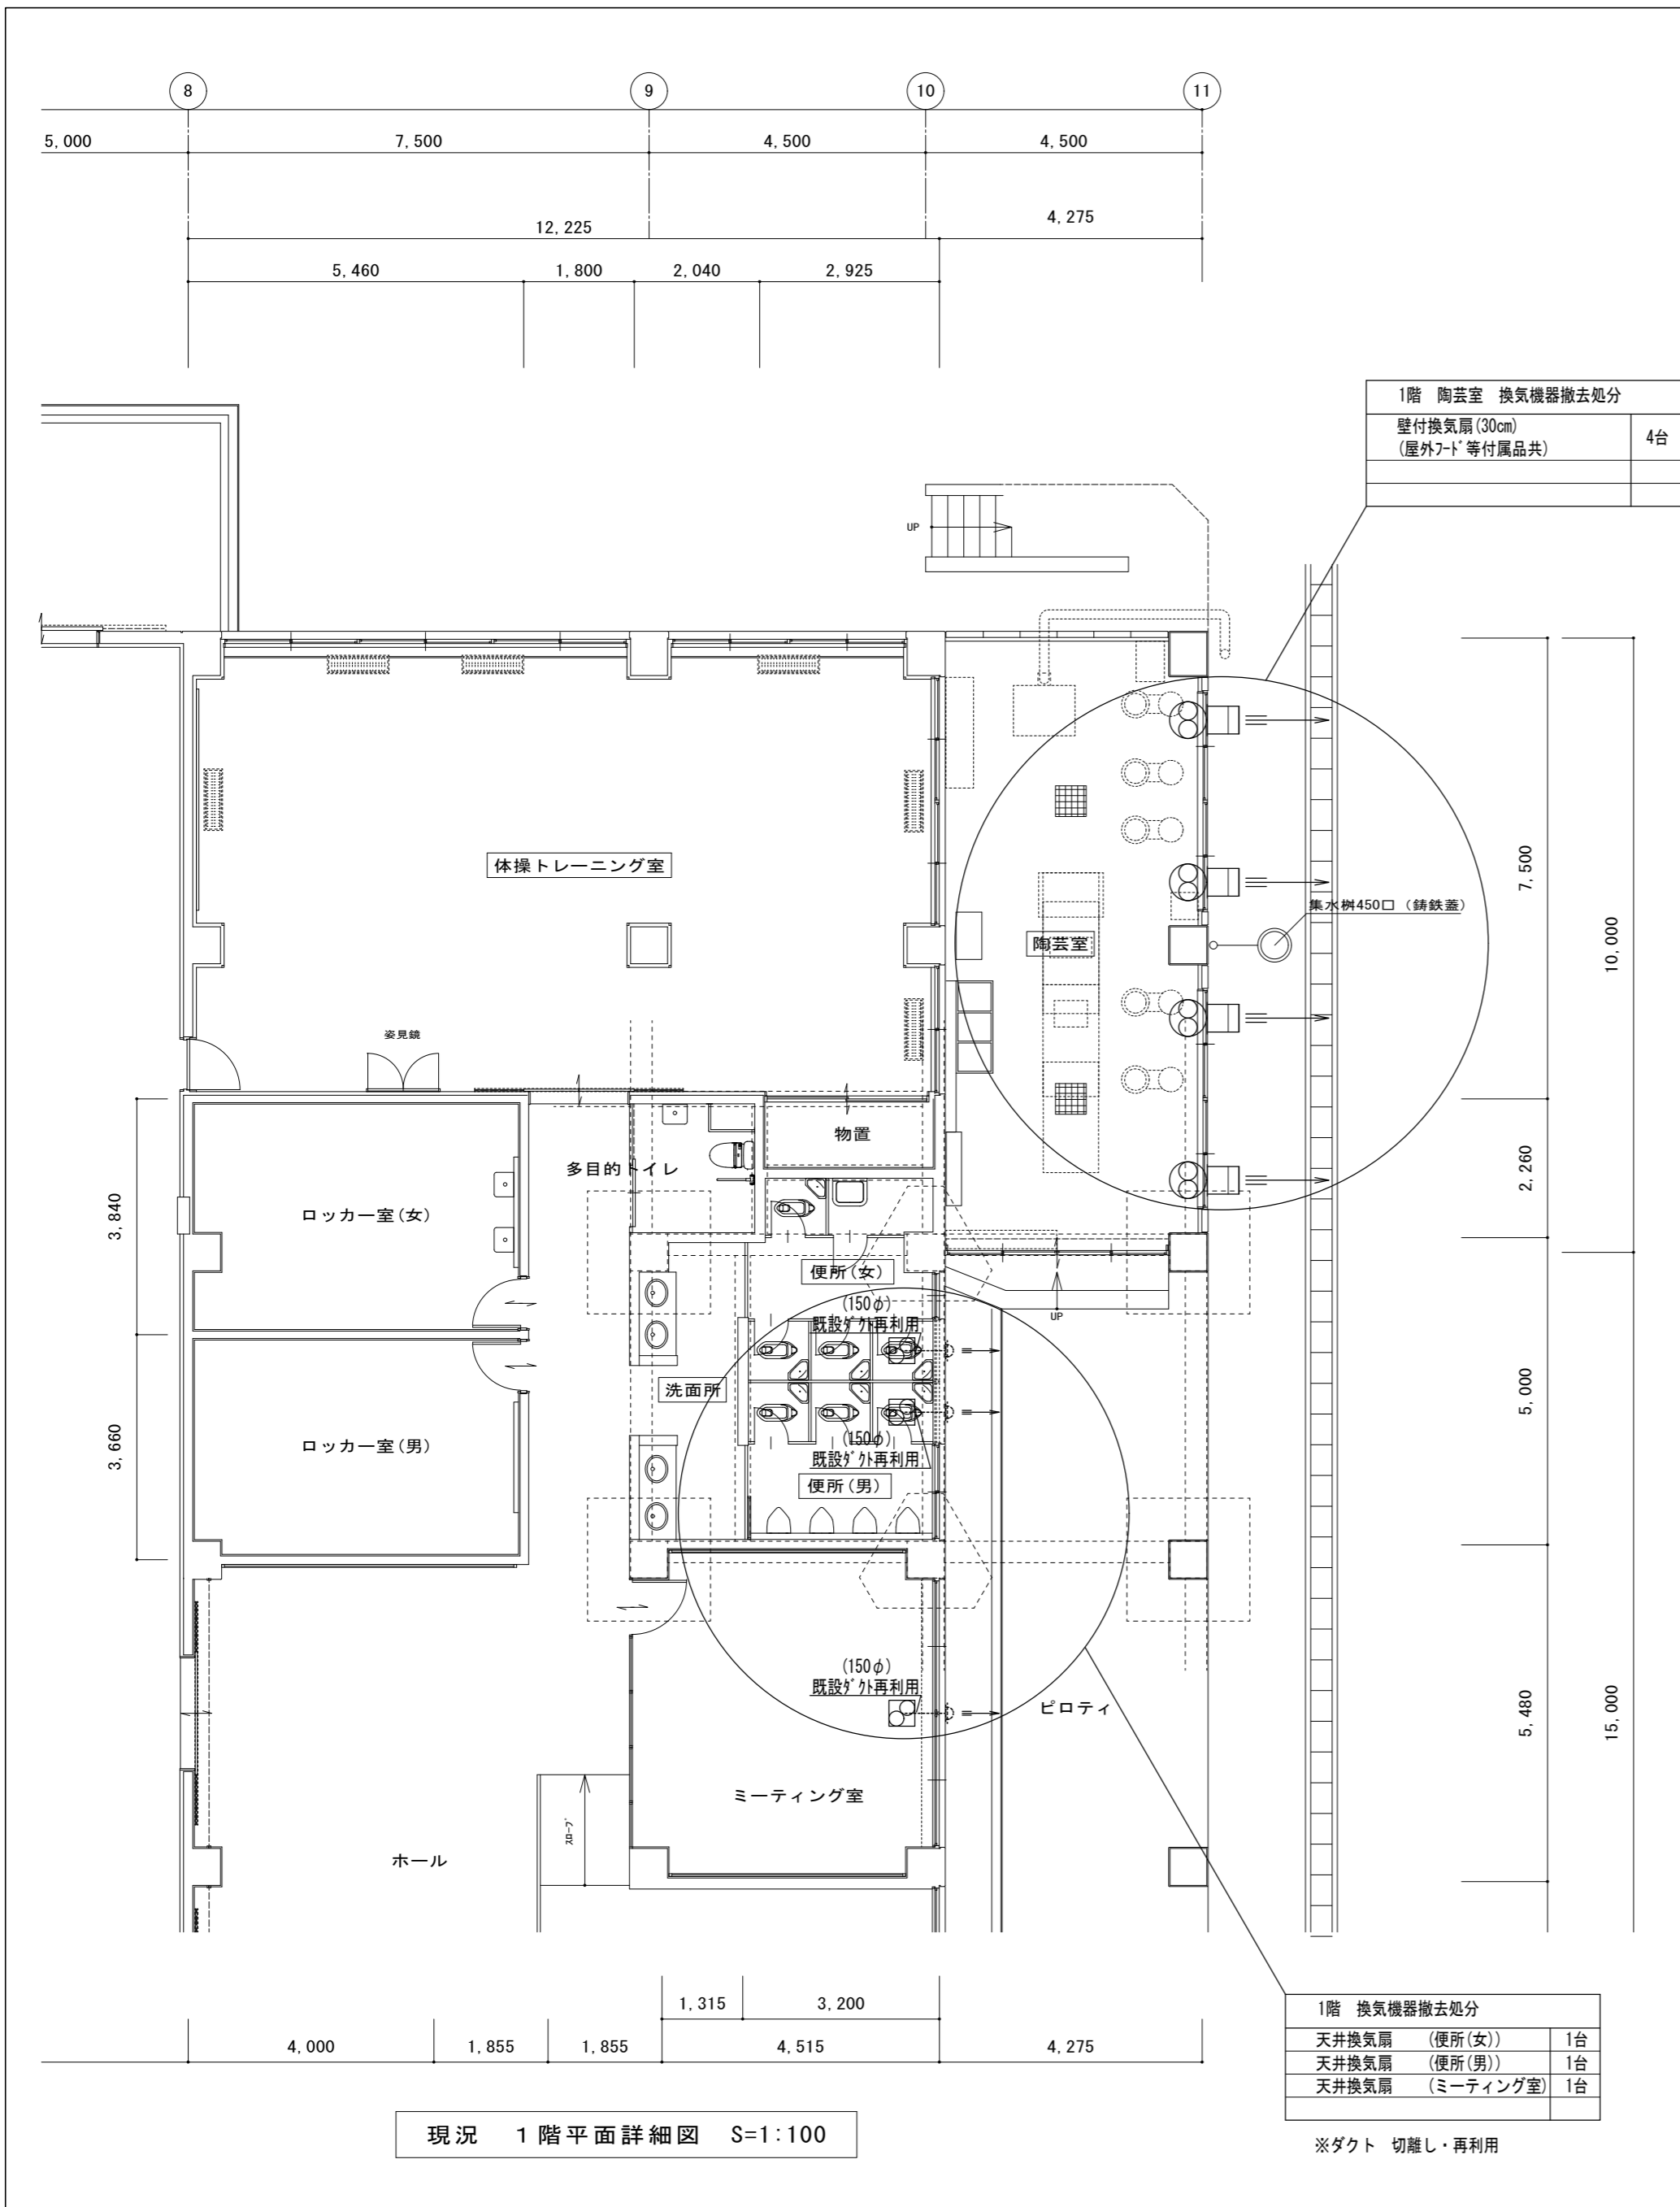 8
9
10
11
5,000
7,500
4,500
4,500
12,225
4,275
5,460
1,800
2,040
2,925
1階 陶芸室 換気機器撤去処分
壁付換気扇(30cm)
(屋外ﾌｰﾄﾞ等付属品共)
4台
UP
体操トレーニング室
陶芸室
集水桝450口 (鋳鉄蓋)
7,500
10,000
姿見鏡
物置
多目的トイレ
3,840
ロッカー室(女)
2,260
便所(女)
(150φ)
既設ﾀﾞｸﾄ再利用
UP
洗面所
5,000
3,660
ロッカー室(男)
(150φ)
既設ﾀﾞｸﾄ再利用
便所(男)
(150φ)
既設ﾀﾞｸﾄ再利用
ピロティ
5,480
15,000
ミーティング室
ｽﾛｰﾌﾟ
ホール
1,315
3,200
4,000
1,855
1,855
4,515
4,275
1階 換気機器撤去処分
天井換気扇 (便所(女)) 1台
天井換気扇 (便所(男)) 1台
天井換気扇 (ミーティング室) 1台
現況 1階平面詳細図 S=1:100
※ダクト 切離し・再利用